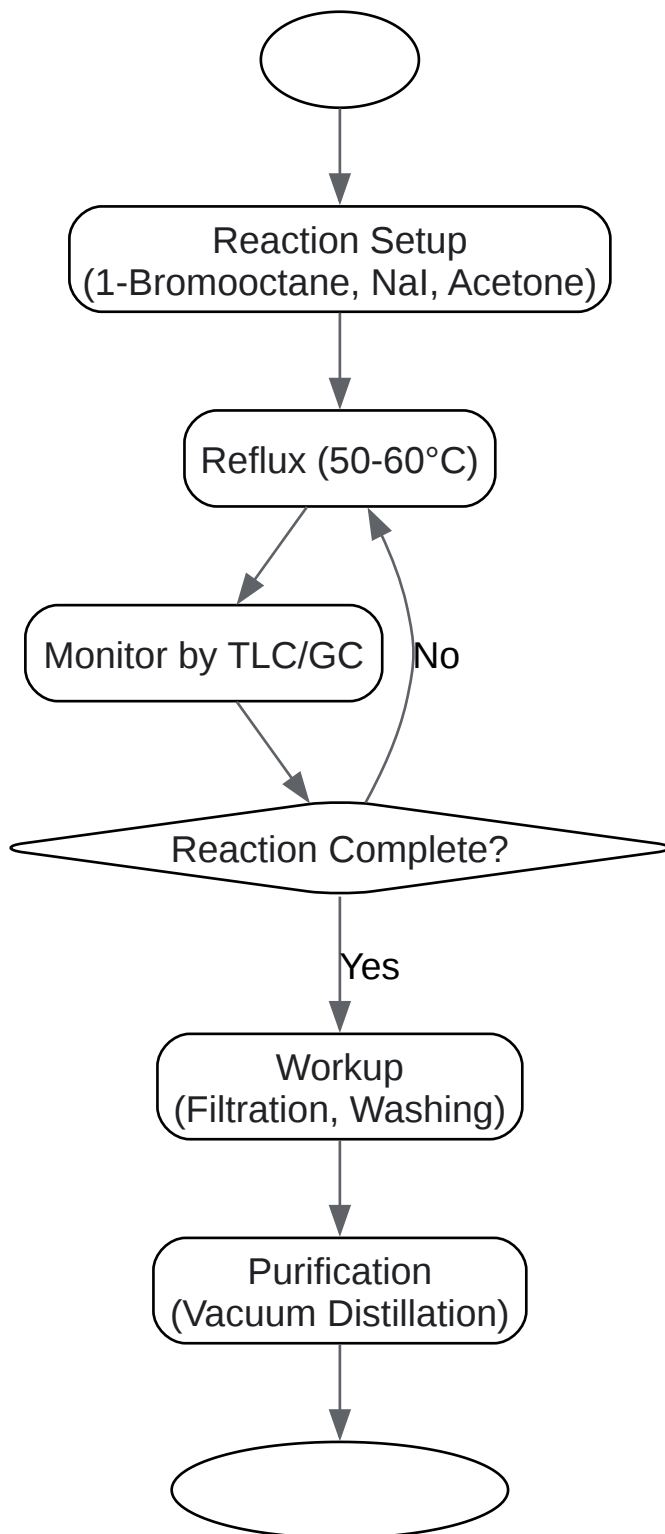 Reaction Setup
(1-Bromooctane, NaI, Acetone)
Reflux (50-60°C)
Monitor by TLC/GC
No
Reaction Complete?
Yes
Workup
(Filtration, Washing)
Purification
(Vacuum Distillation)